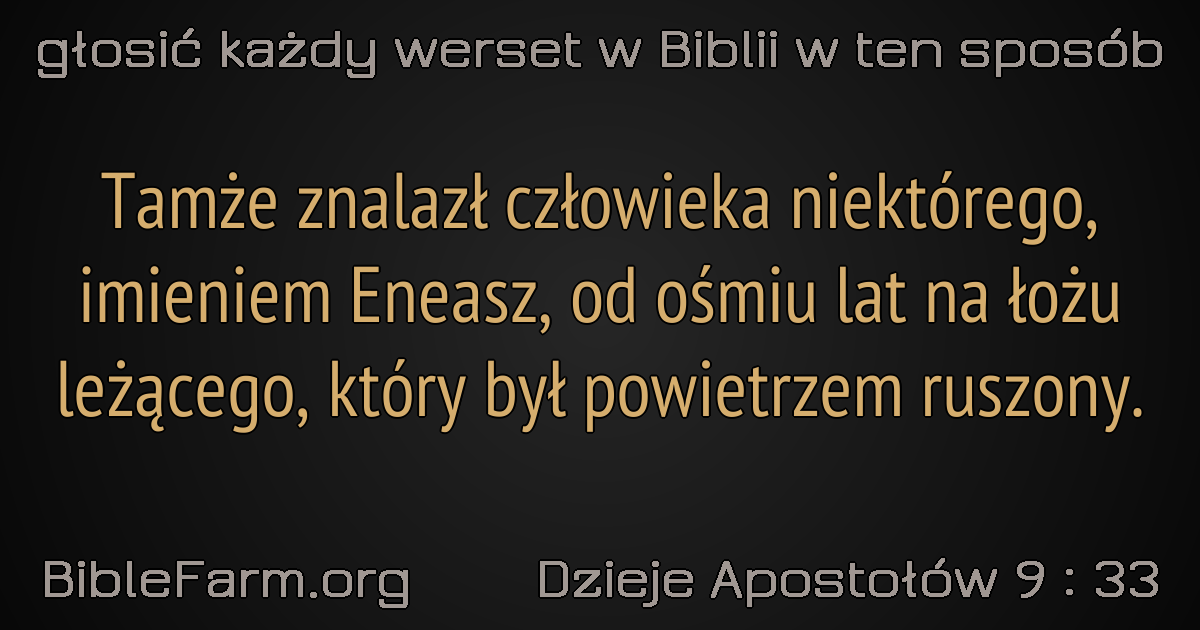 głosić każdy werset w Biblii w ten sposób
Tamże znalazł człowieka niektórego,
imieniem Eneasz, od ośmiu lat na łożu
leżącego, który był powietrzem ruszony.
BibleFarm.org
Dzieje Apostołów 9 : 33